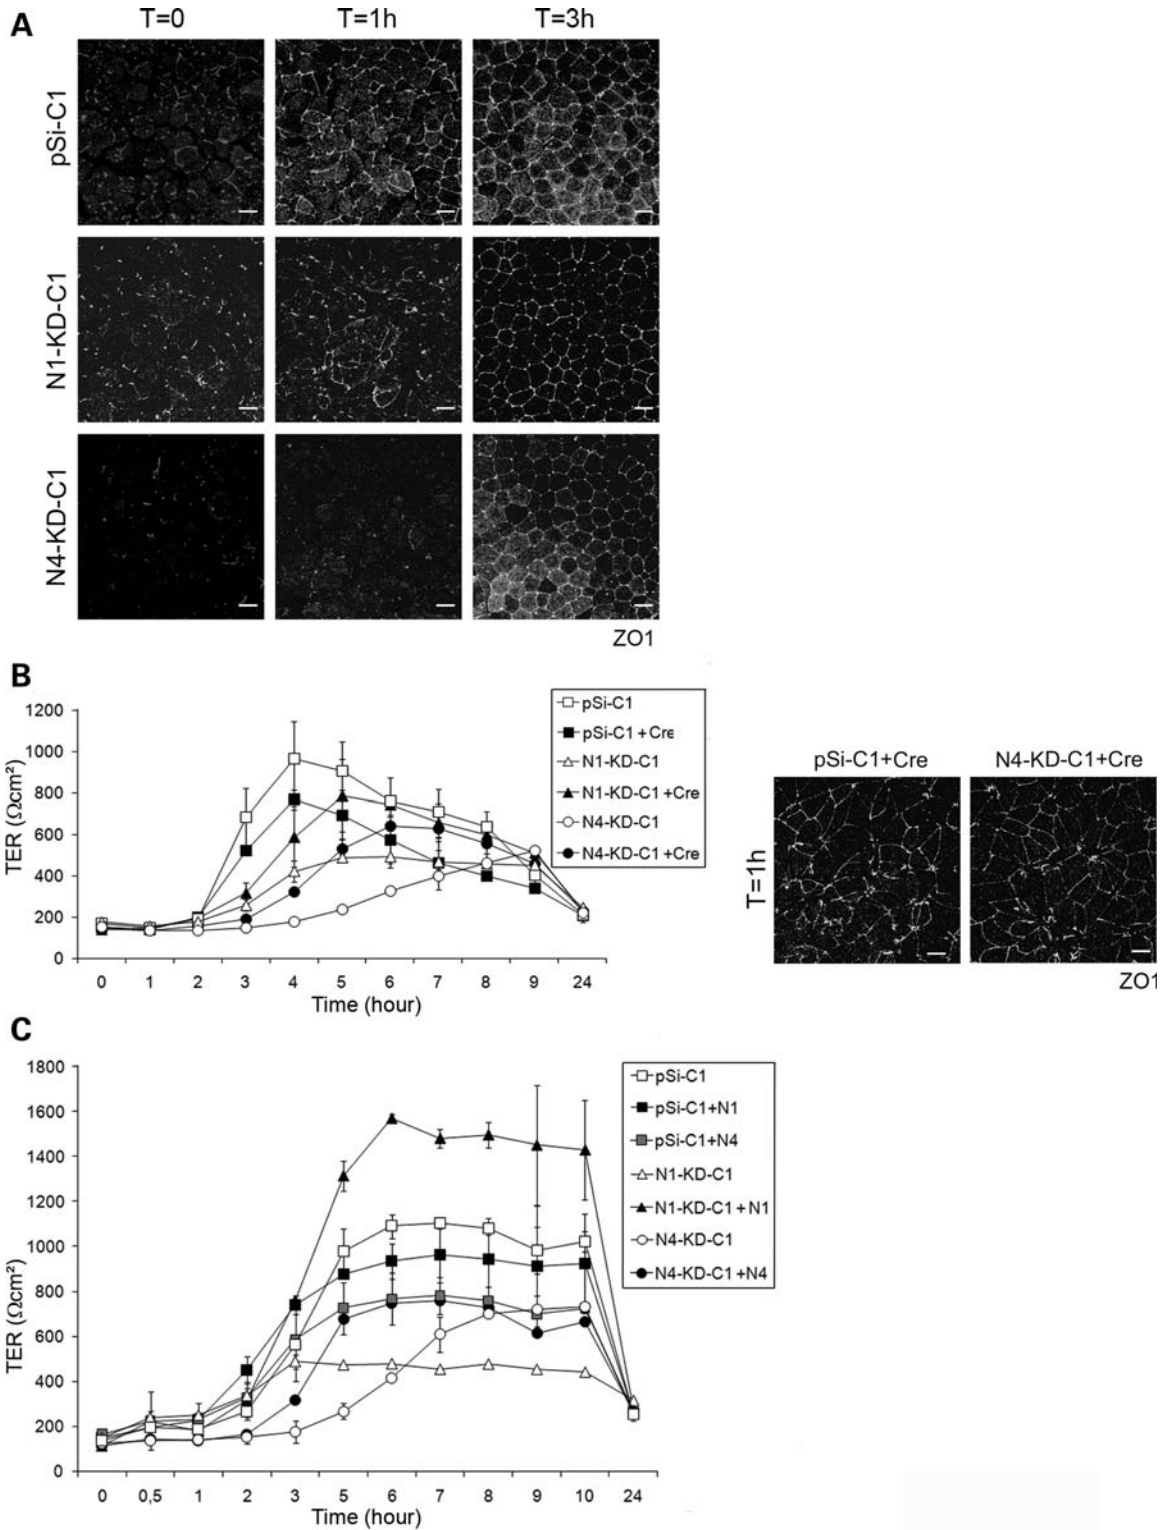 A
T=0 T=1h T=3h
pSi-C1
N1-KD-C1
N4-KD-C1
ZO1
B
TER (Ωcm²)
1200
1000
800
600
400
200
0
0 1 2 3 4 5 6 7 8 9 24
Time (hour)
pSi-C1
pSi-C1 +Cre
N1-KD-C1
N1-KD-C1 +Cre
N4-KD-C1
N4-KD-C1 +Cre
pSi-C1+Cre N4-KD-C1+Cre
T=1h
ZO1
C
TER (Ωcm²)
1800
1600
1400
1200
1000
800
600
400
200
0
0 0,5 1 2 3 5 6 7 8 9 10 24
Time (hour)
pSi-C1
pSi-C1+N1
pSi-C1+N4
N1-KD-C1
N1-KD-C1 +N1
N4-KD-C1
N4-KD-C1 +N4